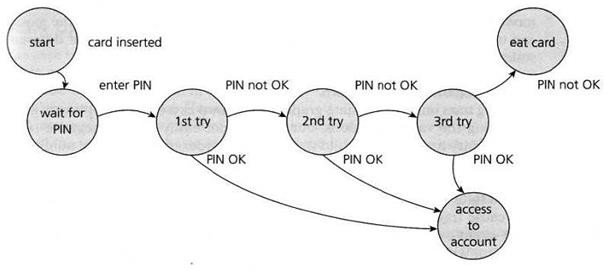 start
card inserted
eat card
enter PIN
PIN not OK
PIN not OK
PIN not OK
wait for
PIN
1st try
2nd try
3rd try
PIN OK
PIN OK
PIN OK
access
to
account